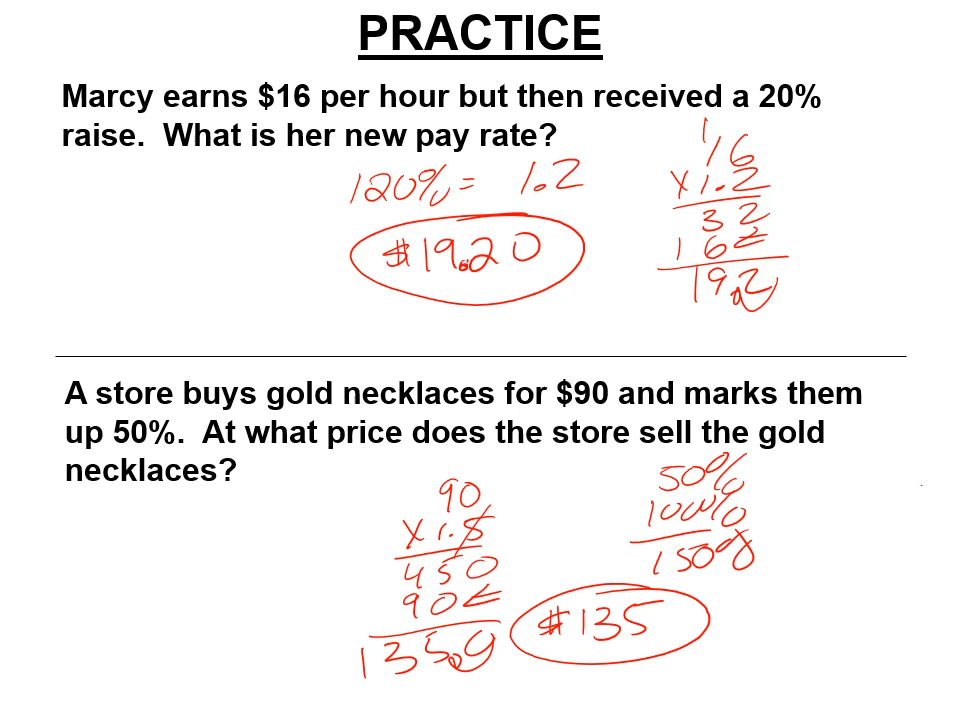 PRACTICE
Marcy earns $16 per hour but then received a 20%
raise. What is her new pay rate?
120% = 1.2
$19.20
1
16
x 1.2
32
16
19.2
A store buys gold necklaces for $90 and marks them
up 50%. At what price does the store sell the gold
necklaces?
90
x 1.5
450
90
135.0
50%
100%
150%
$135